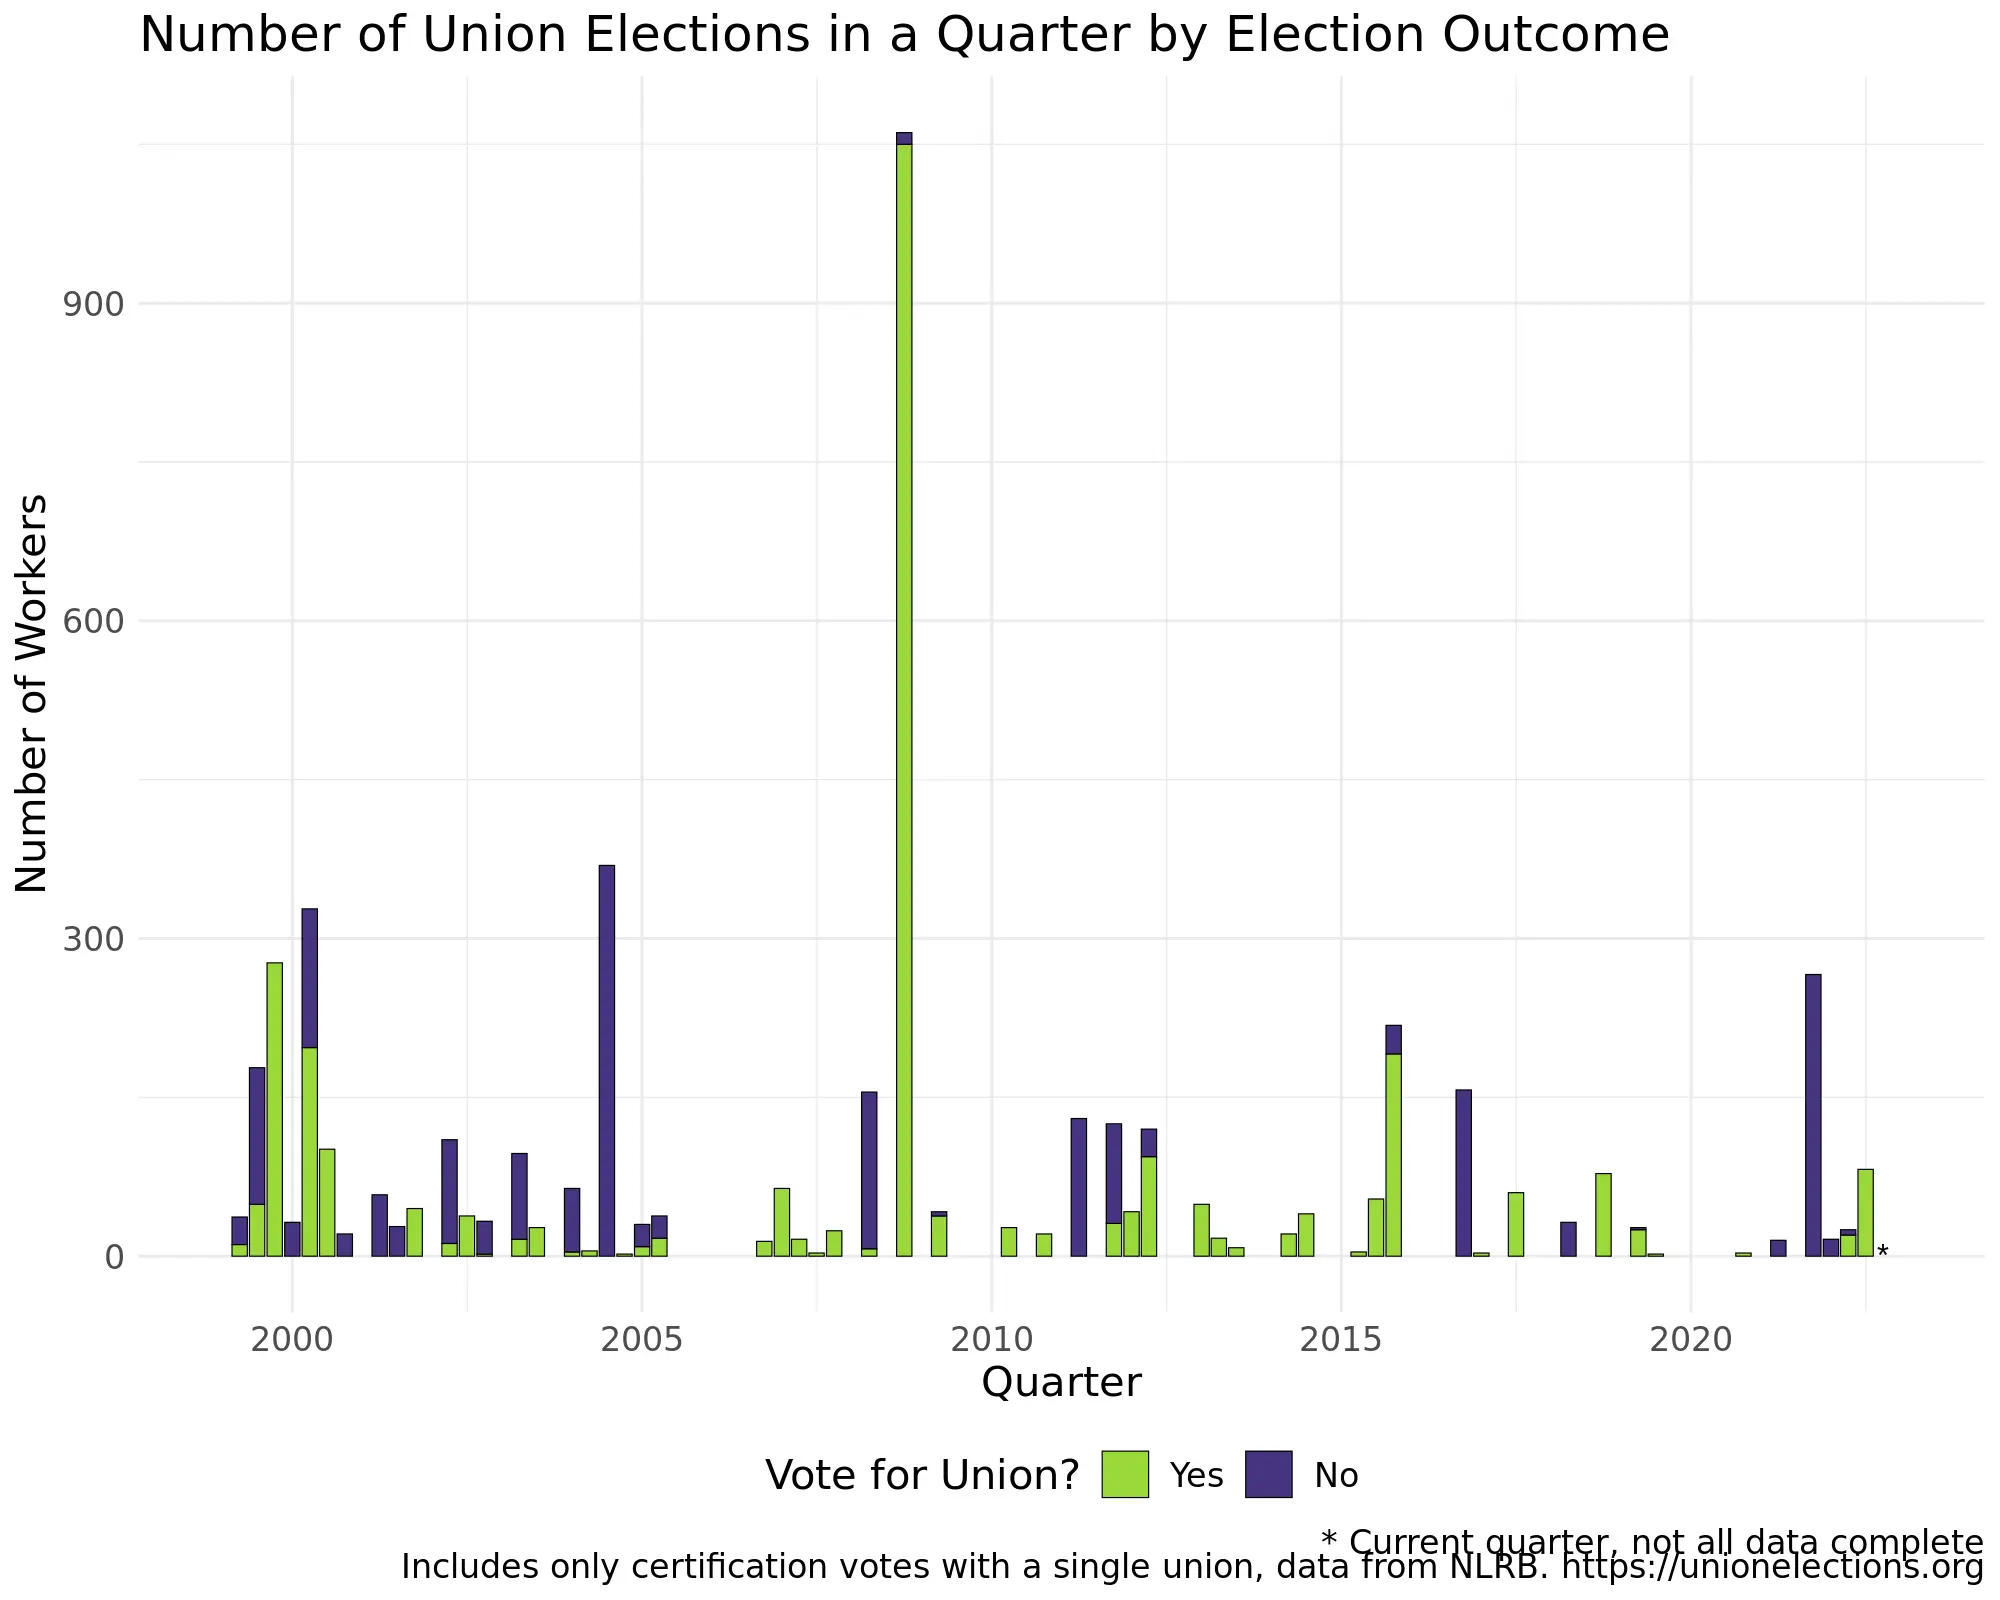 Number of Union Elections in a Quarter by Election Outcome
Number of Workers
900
600
300
0
*
2000 2005 2010 2015 2020
Quarter
Vote for Union? Yes No
* Current quarter, not all data complete
Includes only certification votes with a single union, data from NLRB. https://unionelections.org